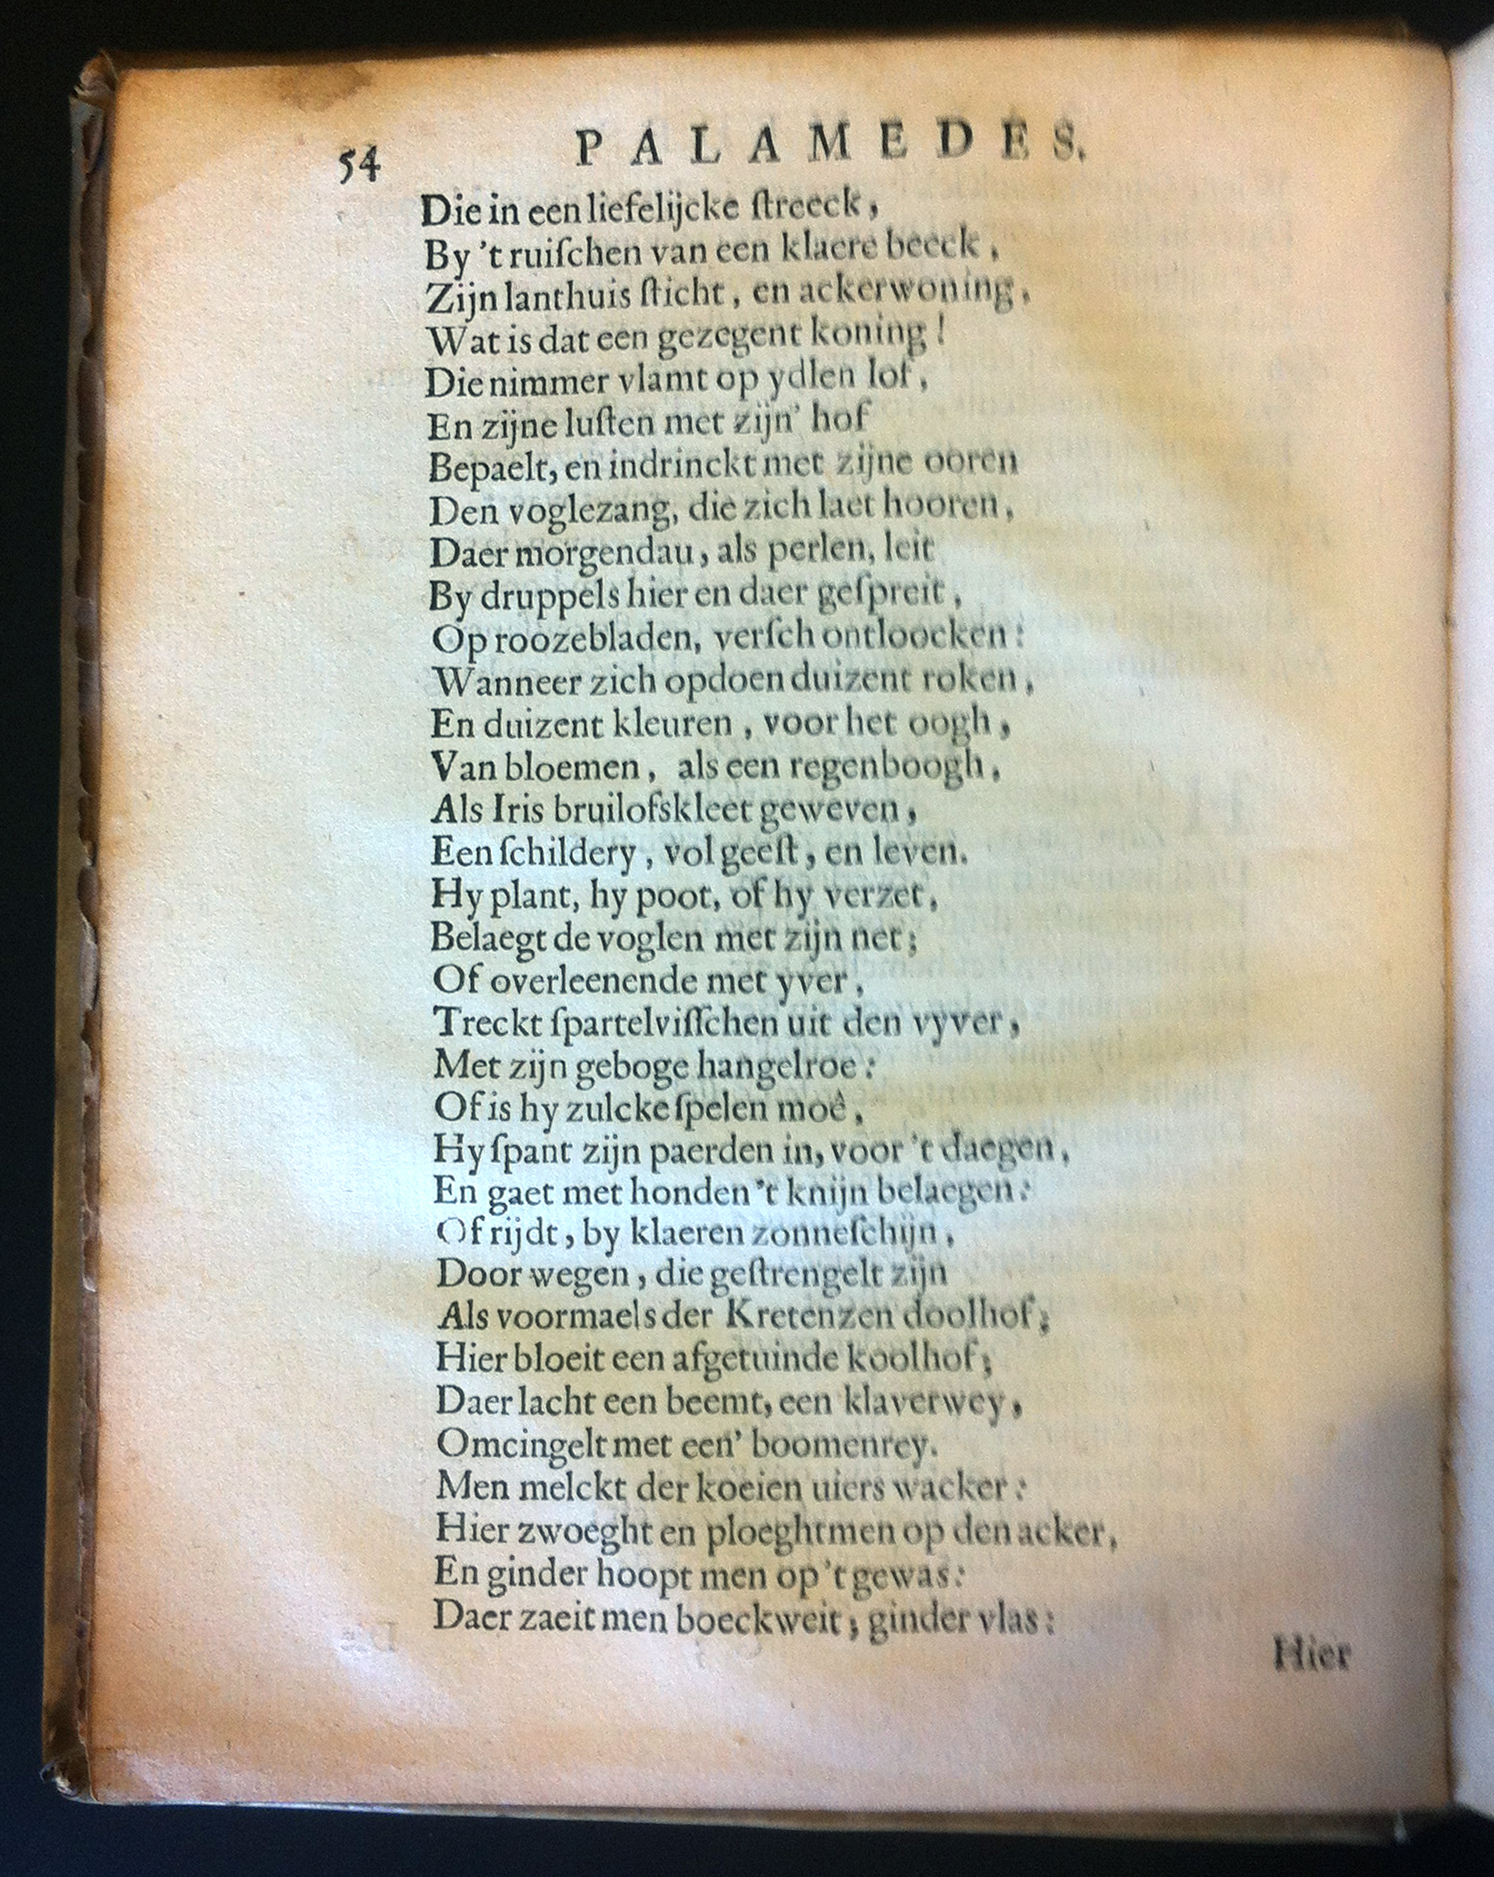 54 PALAMEDES.
Die in een liefelijcke ſtreeck,
By 't ruiſchen van een klaere beeck,
Zijn lanthuis ſticht, en ackerwoning,
Wat is dat een gezegent koning!
Die nimmer vlamt op ydlen lof,
En zijne luſten met zijn' hof
Bepaelt, en indrinckt met zijne ooren
Den voglezang, die zich laet hooren,
Daer morgendau, als perlen, leit
By druppels hier en daer geſpreit,
Op roozebladen, verſch ontloocken:
Wanneer zich opdoen duizent roken,
En duizent kleuren, voor het oogh,
Van bloemen, als een regenboogh,
Als Iris bruilofskleet geweven,
Een ſchildery, vol geeſt, en leven.
Hy plant, hy poot, of hy verzet,
Belaegt de voglen met zijn net;
Of overleenende met yver,
Treckt ſpartelviſſchen uit den vyver,
Met zijn geboge hangelroe:
Of is hy zulcke ſpelen moê,
Hy ſpant zijn paerden in, voor 't daegen,
En gaet met honden 't knijn belaegen:
Of rijdt, by klaeren zonneſchijn,
Door wegen, die geſtrengelt zijn
Als voormaels der Kretenzen doolhof;
Hier bloeit een afgetuinde koolhof;
Daer lacht een beemt, een klaverwey,
Omcingelt met een' boomenrey.
Men melckt der koeien uiers wacker:
Hier zwoeght en ploeght men op den acker,
En ginder hoopt men op 't gewas:
Daer zaeit men boeckweit; ginder vlas:
Hier